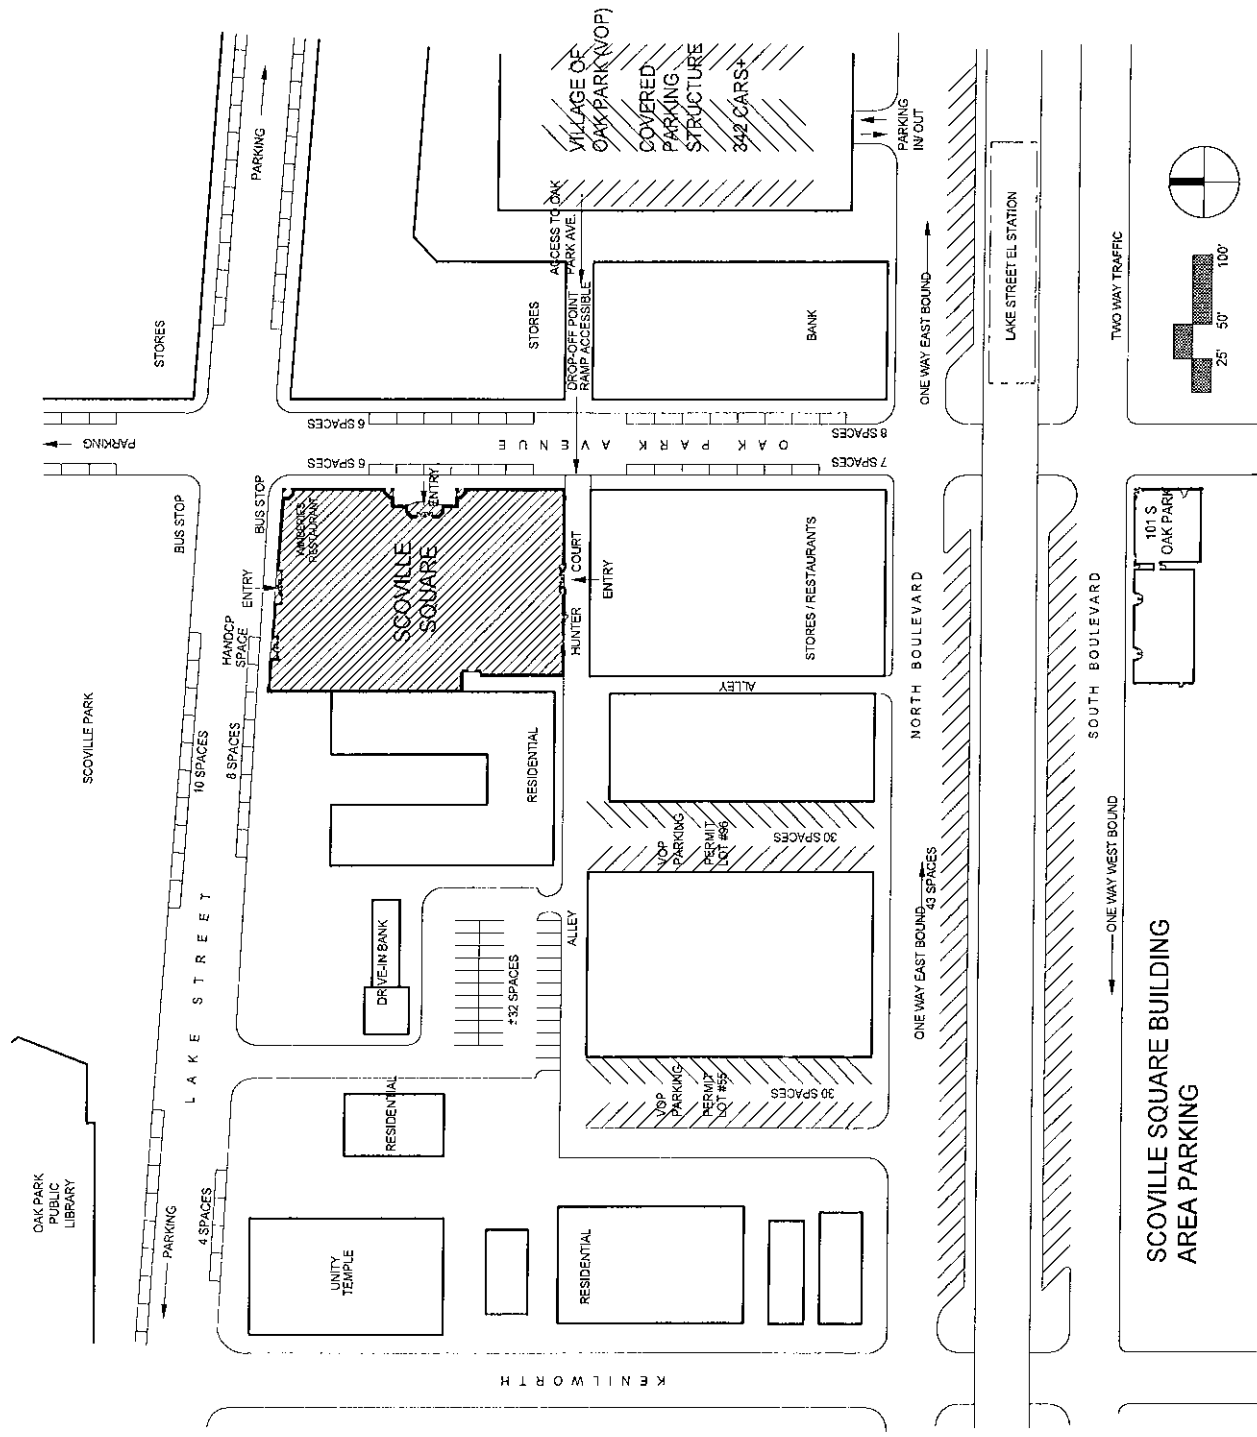 OAK PARK
PUBLIC
LIBRARY
SCOVILLE PARK
STORES
PARKING
PARKING
PARKING
LAKE STREET
4 SPACES
10 SPACES
8 SPACES
HANDCP
SPACE
ENTRY
BUS STOP
BUS STOP
UNITY
TEMPLE
RESIDENTIAL
DRIVE-IN BANK
±32 SPACES
RESIDENTIAL
RESTAURANT
SCOVILLE
SQUARE
ENTRY
6 SPACES
6 SPACES
OAK PARK AVENUE
STORES
ACCESS TO OAK
PARK AVE.
DROP-OFF POINT
RAMP ACCESSIBLE
VILLAGE OF
OAK PARK (VOP)
COVERED
PARKING
STRUCTURE
342 CARS+
HUNTER COURT
ENTRY
ALLEY
ALLEY
RESIDENTIAL
VOP
PARKING
PERMIT
LOT #55
30 SPACES
VOP
PARKING
PERMIT
LOT #96
30 SPACES
STORES / RESTAURANTS
7 SPACES
8 SPACES
BANK
PARKING
IN/OUT
KENILWORTH
ONE WAY EAST BOUND
43 SPACES
NORTH BOULEVARD
ONE WAY EAST BOUND
LAKE STREET EL STATION
SOUTH BOULEVARD
ONE WAY WEST BOUND
TWO WAY TRAFFIC
101 S
OAK PARK
25' 50' 100'
SCOVILLE SQUARE BUILDING
AREA PARKING